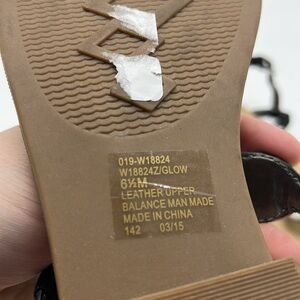 019-W18824
W18824Z/GLOW
6½M
LEATHER UPPER
BALANCE MAN MADE
MADE IN CHINA
142 03/15